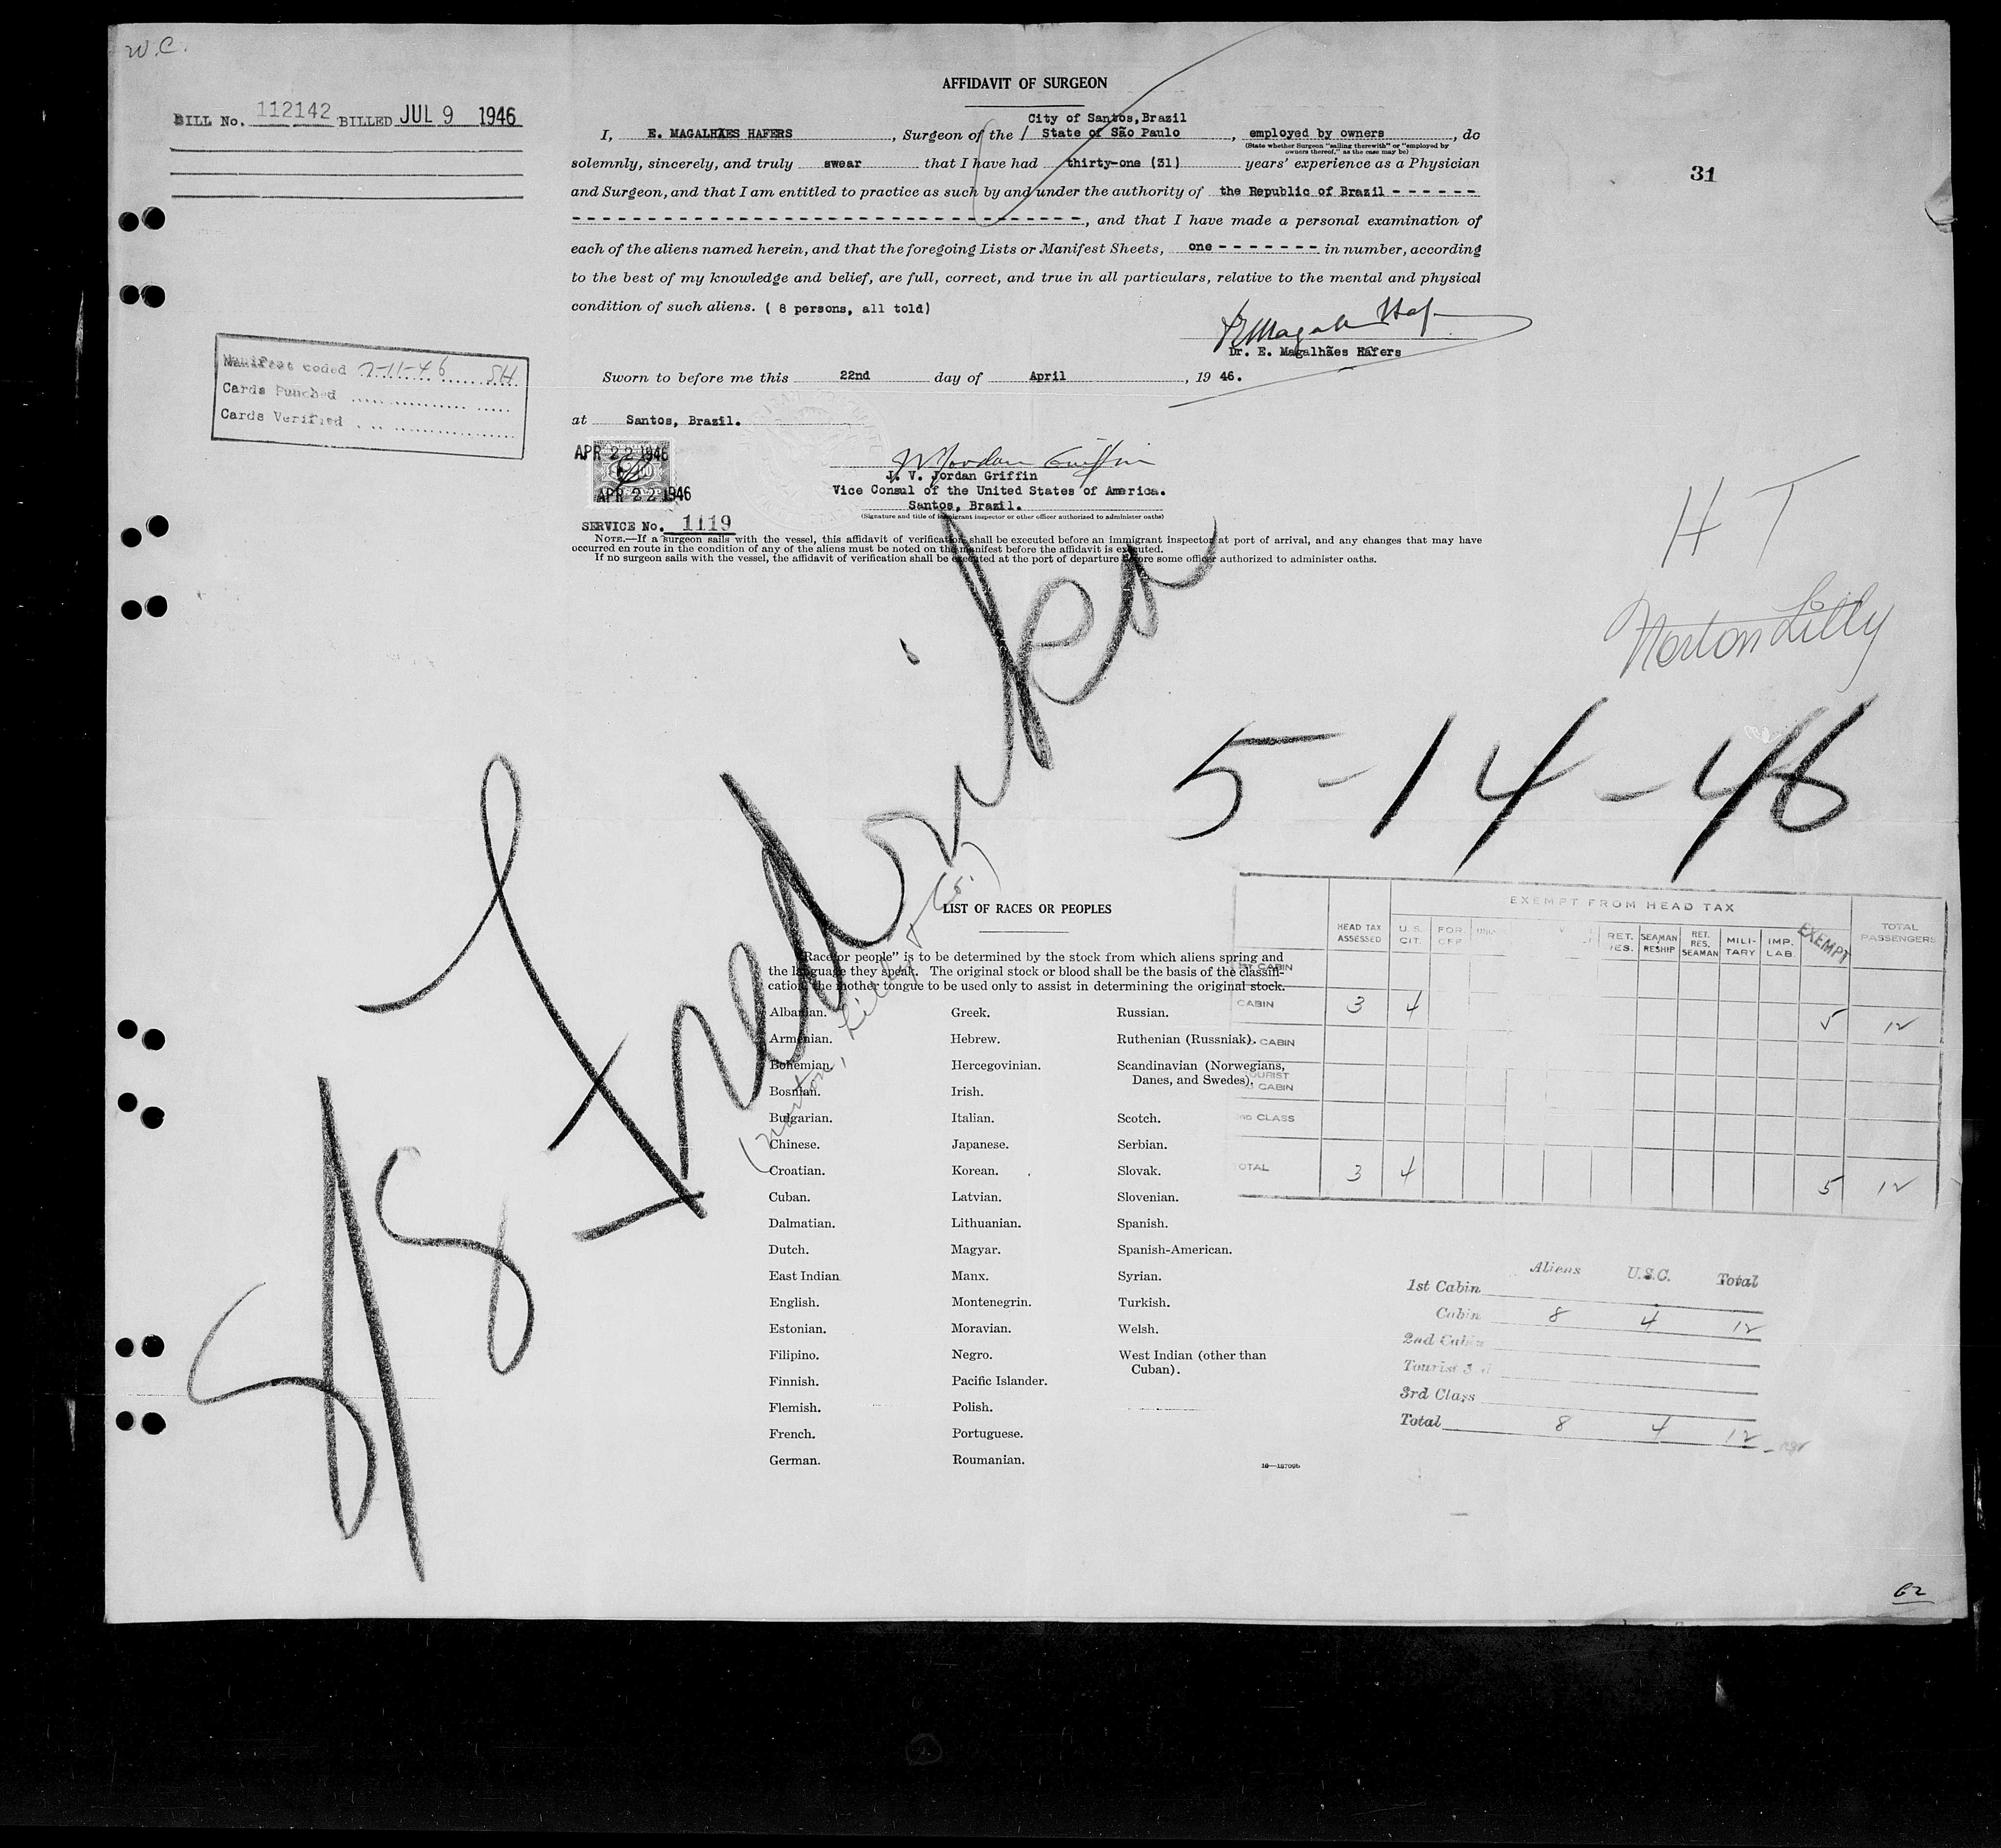 W.C.
BILL No. 112142 BILLED JUL 9 1946
AFFIDAVIT OF SURGEON
City of Santos, Brazil
I, E. MAGALHÃES HAFERS, Surgeon of the / State of São Paulo, employed by owners, do
(State whether Surgeon "sailing therewith" or "employed by
owners thereof," as the case may be)
solemnly, sincerely, and truly swear that I have had thirty-one (31) years' experience as a Physician
and Surgeon, and that I am entitled to practice as such by and under the authority of the Republic of Brazil - - - - - -
- - - - - - - - - - - - - - - - - - - - - - - - - - - - - - - - - -, and that I have made a personal examination of
each of the aliens named herein, and that the foregoing Lists or Manifest Sheets, one - - - - - - - in number, according
to the best of my knowledge and belief, are full, correct, and true in all particulars, relative to the mental and physical
condition of such aliens. ( 8 persons, all told)
31
Dr. E. Magalhães Hafers
Manifest coded 7-11-46 SH
Cards Punched
Cards Verified
Sworn to before me this 22nd day of April, 19 46.
at Santos, Brazil.
APR 22 1946
APR 22 1946
SERVICE No. 1119
J. V. Jordan Griffin
Vice Consul of the United States of America.
Santos, Brazil.
(Signature and title of immigrant inspector or other officer authorized to administer oaths)
NOTE.—If a surgeon sails with the vessel, this affidavit of verification shall be executed before an immigrant inspector at port of arrival, and any changes that may have
occurred en route in the condition of any of the aliens must be noted on the manifest before the affidavit is executed.
If no surgeon sails with the vessel, the affidavit of verification shall be executed at the port of departure before some officer authorized to administer oaths.
H T
Norton Lilly
5-14-46
S/S Fredorika
(Norton, Lilly & Co.)
LIST OF RACES OR PEOPLES
"Race or people" is to be determined by the stock from which aliens spring and
the language they speak. The original stock or blood shall be the basis of the classifi-
cation, the mother tongue to be used only to assist in determining the original stock.
Albanian.
Armenian.
Bohemian.
Bosnian.
Bulgarian.
Chinese.
Croatian.
Cuban.
Dalmatian.
Dutch.
East Indian
English.
Estonian.
Filipino.
Finnish.
Flemish.
French.
German.
Greek.
Hebrew.
Hercegovinian.
Irish.
Italian.
Japanese.
Korean.
Latvian.
Lithuanian.
Magyar.
Manx.
Montenegrin.
Moravian.
Negro.
Pacific Islander.
Polish.
Portuguese.
Roumanian.
Russian.
Ruthenian (Russniak).
Scandinavian (Norwegians,
Danes, and Swedes).
Scotch.
Serbian.
Slovak.
Slovenian.
Spanish.
Spanish-American.
Syrian.
Turkish.
Welsh.
West Indian (other than
Cuban).
EXEMPT FROM HEAD TAX
HEAD TAX ASSESSED U.S. CIT. FOR. RET. RES. SEAMAN RESHIP RET. RES. SEAMAN MILI-TARY IMP. LAB. EXEMPT TOTAL PASSENGERS
1ST CABIN
CABIN 3 4 5 12
CABIN
TOURIST
CABIN
CLASS
TOTAL 3 4 5 12
Aliens U.S.C. Total
1st Cabin
Cabin 8 4 12
2nd Cabin
Tourist 3
3rd Class
Total 8 4 12
62